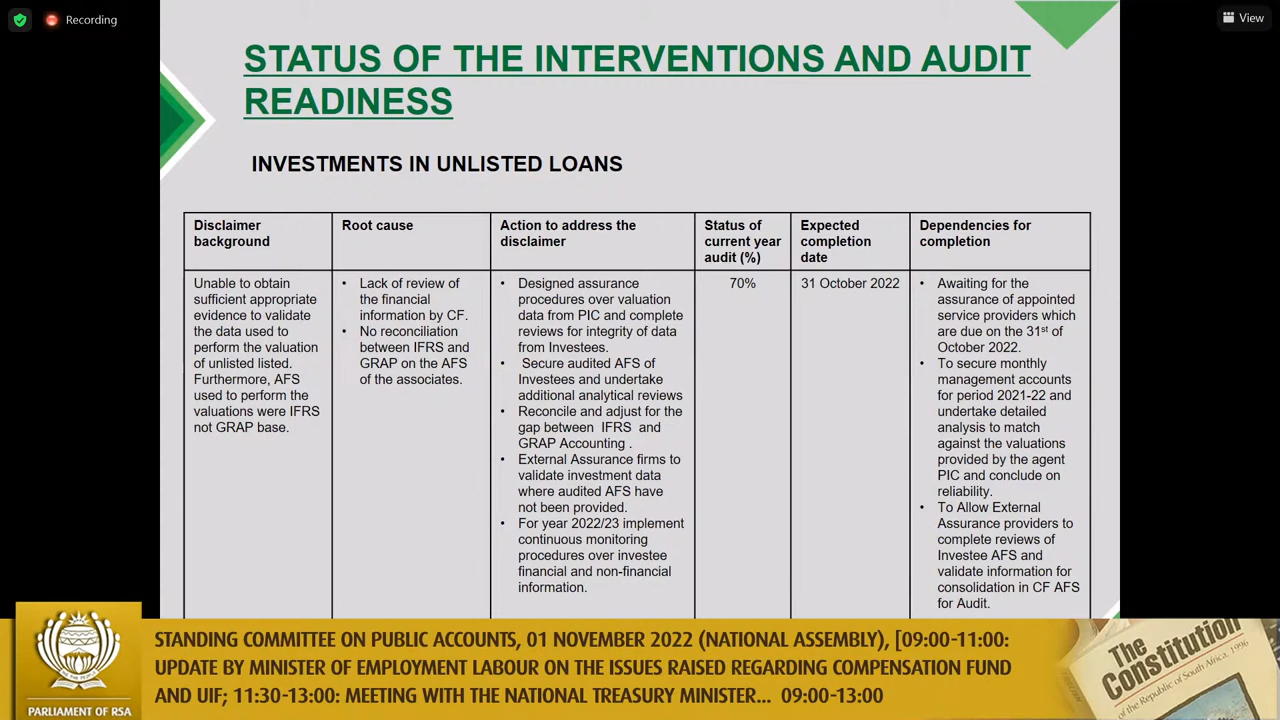 Recording
View
STATUS OF THE INTERVENTIONS AND AUDIT
READINESS
INVESTMENTS IN UNLISTED LOANS
Disclaimer
background
Root cause
Action to address the
disclaimer
Status of
current year
audit (%)
Expected
completion
date
Dependencies for
completion
Unable to obtain
sufficient appropriate
evidence to validate
the data used to
perform the valuation
of unlisted listed.
Furthermore, AFS
used to perform the
valuations were IFRS
not GRAP base.
• Lack of review of
the financial
information by CF.
• No reconciliation
between IFRS and
GRAP on the AFS
of the associates.
• Designed assurance
procedures over valuation
data from PIC and complete
reviews for integrity of data
from Investees.
• Secure audited AFS of
Investees and undertake
additional analytical reviews
• Reconcile and adjust for the
gap between IFRS and
GRAP Accounting .
• External Assurance firms to
validate investment data
where audited AFS have
not been provided.
• For year 2022/23 implement
continuous monitoring
procedures over investee
financial and non-financial
information.
70%
31 October 2022
• Awaiting for the
assurance of appointed
service providers which
are due on the 31st of
October 2022.
• To secure monthly
management accounts
for period 2021-22 and
undertake detailed
analysis to match
against the valuations
provided by the agent
PIC and conclude on
reliability.
• To Allow External
Assurance providers to
complete reviews of
Investee AFS and
validate information for
consolidation in CF AFS
for Audit.
STANDING COMMITTEE ON PUBLIC ACCOUNTS, 01 NOVEMBER 2022 (NATIONAL ASSEMBLY), [09:00-11:00:
UPDATE BY MINISTER OF EMPLOYMENT LABOUR ON THE ISSUES RAISED REGARDING COMPENSATION FUND
AND UIF; 11:30-13:00: MEETING WITH THE NATIONAL TREASURY MINISTER... 09:00-13:00
PARLIAMENT OF RSA
The
Constitution
of the Republic of South Africa, 1996